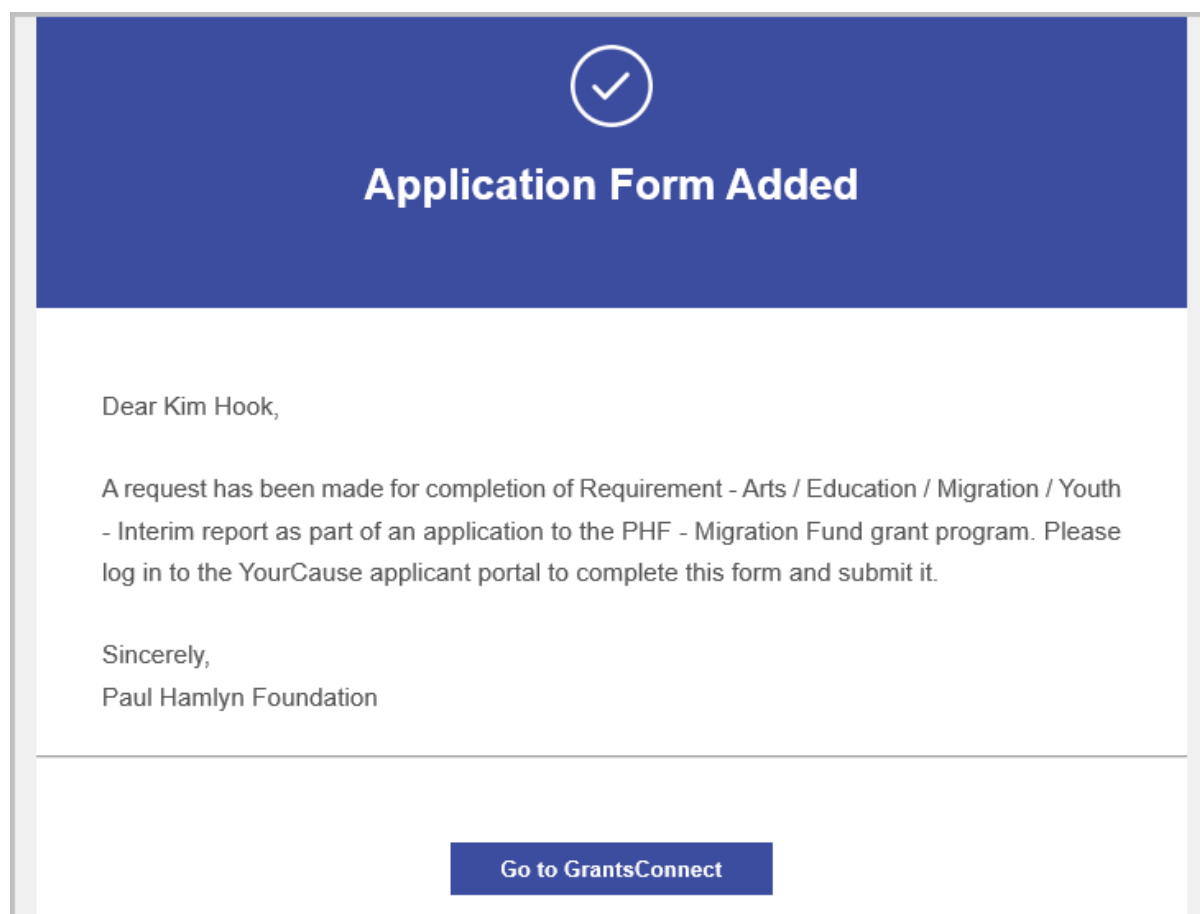 Application Form Added
Dear Kim Hook,
A request has been made for completion of Requirement - Arts / Education / Migration / Youth
- Interim report as part of an application to the PHF - Migration Fund grant program. Please
log in to the YourCause applicant portal to complete this form and submit it.
Sincerely,
Paul Hamlyn Foundation
Go to GrantsConnect